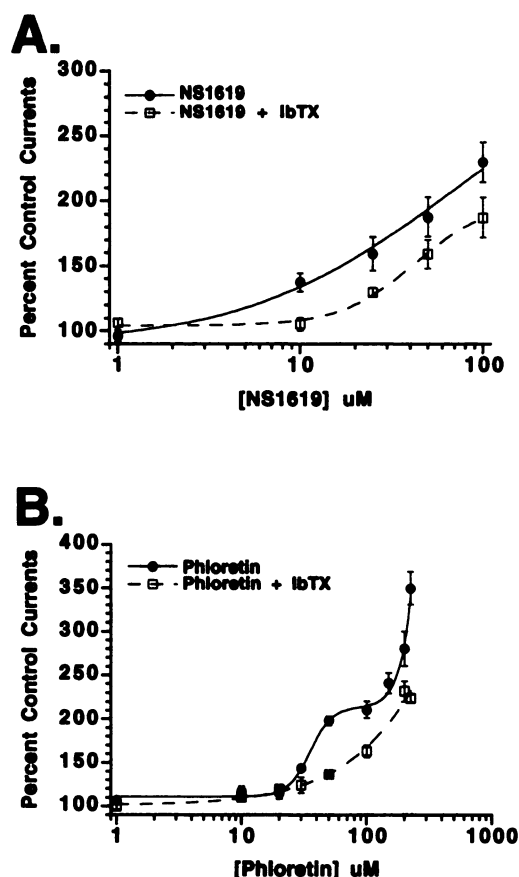 A.
Percent Control Currents
300
250
200
150
100
NS1619
NS1619 + IbTX
1 10 100
[NS1619] uM
B.
Percent Control Currents
400
350
300
250
200
150
100
Phloretin
Phloretin + IbTX
1 10 100 1000
[Phloretin] uM